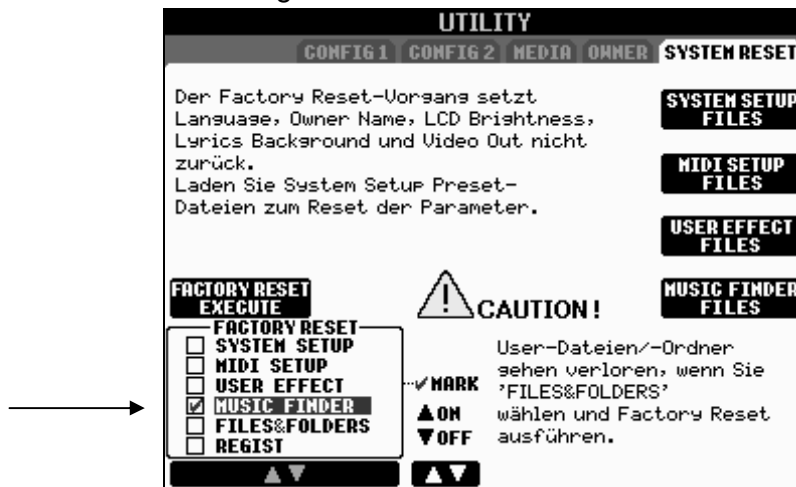 UTILITY
CONFIG 1 CONFIG 2 MEDIA OWNER SYSTEM RESET
Der Factory Reset-Vorgang setzt
Language, Owner Name, LCD Brightness,
Lyrics Background und Video Out nicht
zurück.
Laden Sie System Setup Preset-
Dateien zum Reset der Parameter.
SYSTEM SETUP
FILES
MIDI SETUP
FILES
USER EFFECT
FILES
MUSIC FINDER
FILES
FACTORY RESET
EXECUTE
CAUTION!
FACTORY RESET
SYSTEM SETUP
MIDI SETUP
USER EFFECT
MUSIC FINDER
FILES&FOLDERS
REGIST
MARK
ON
OFF
User-Dateien/-Ordner
gehen verloren, wenn Sie
'FILES&FOLDERS'
wählen und Factory Reset
ausführen.